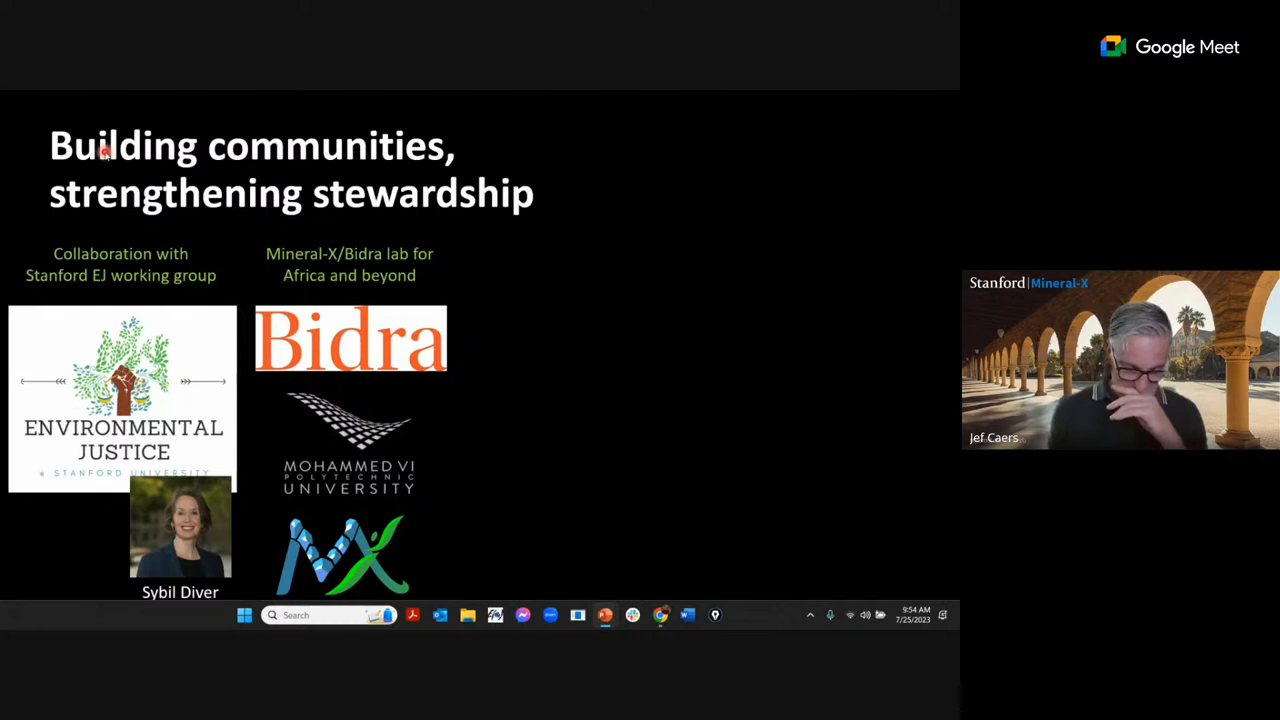 Google Meet
Building communities,
strengthening stewardship
Collaboration with
Stanford EJ working group
Mineral-X/Bidra lab for
Africa and beyond
Bidra
ENVIRONMENTAL
JUSTICE
@ STANFORD UNIVERSITY
MOHAMMED VI
POLYTECHNIC
UNIVERSITY
MX
Sybil Diver
Stanford | Mineral-X
Jef Caers
Search
9:54 AM
7/25/2023